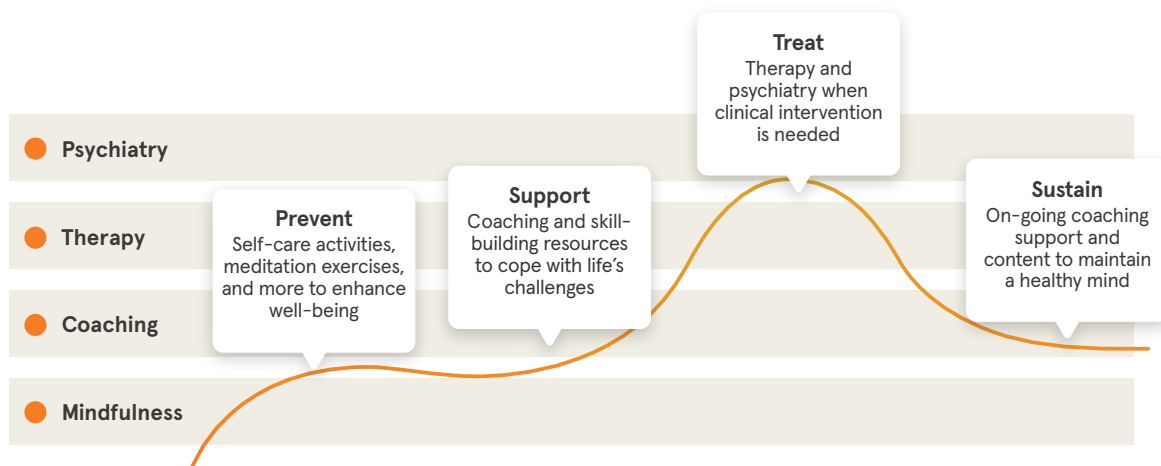 Psychiatry
Therapy
Coaching
Mindfulness
Prevent
Self-care activities,
meditation exercises,
and more to enhance
well-being
Support
Coaching and skill-
building resources
to cope with life’s
challenges
Treat
Therapy and
psychiatry when
clinical intervention
is needed
Sustain
On-going coaching
support and
content to maintain
a healthy mind